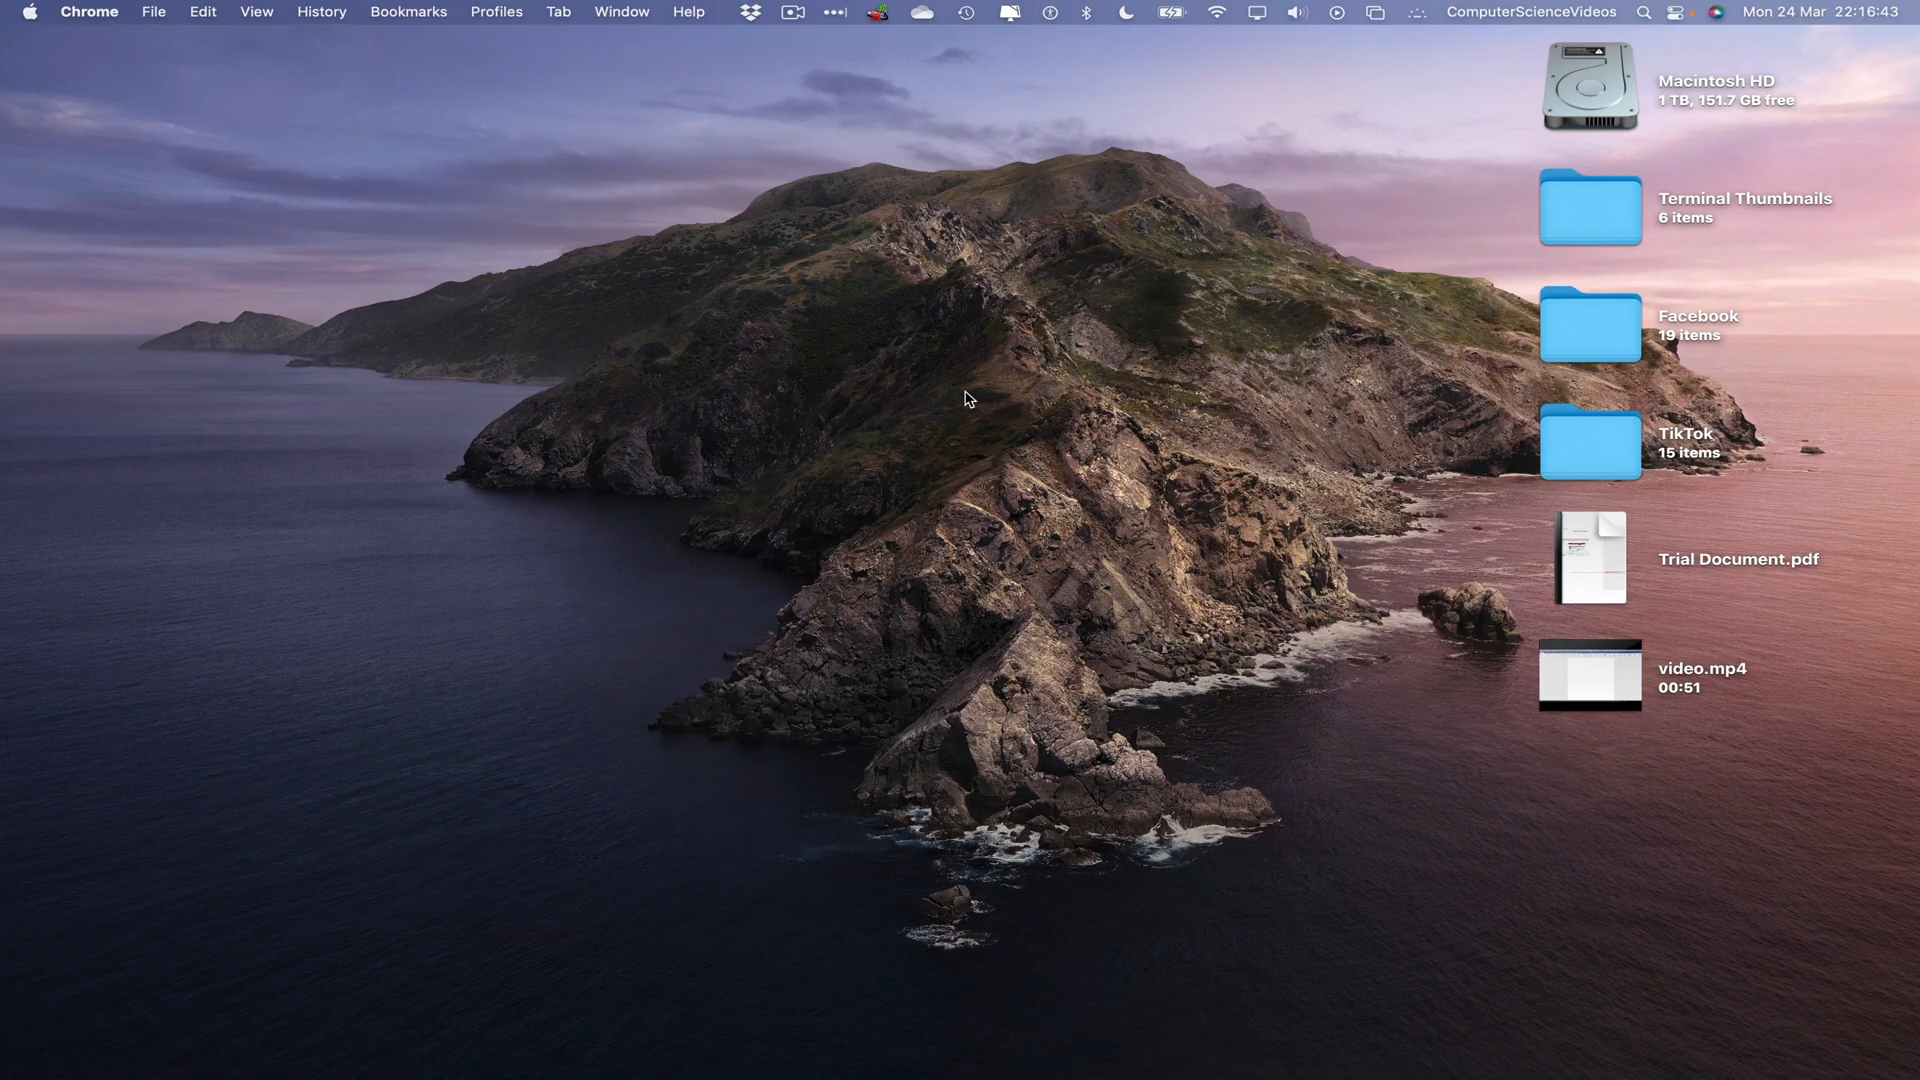 Chrome File Edit View History Bookmarks Profiles Tab Window Help ComputerScienceVideos Mon 24 Mar 22:16:43
Macintosh HD
1 TB, 151.7 GB free
Terminal Thumbnails
6 items
Facebook
19 items
TikTok
15 items
Trial Document.pdf
video.mp4
00:51